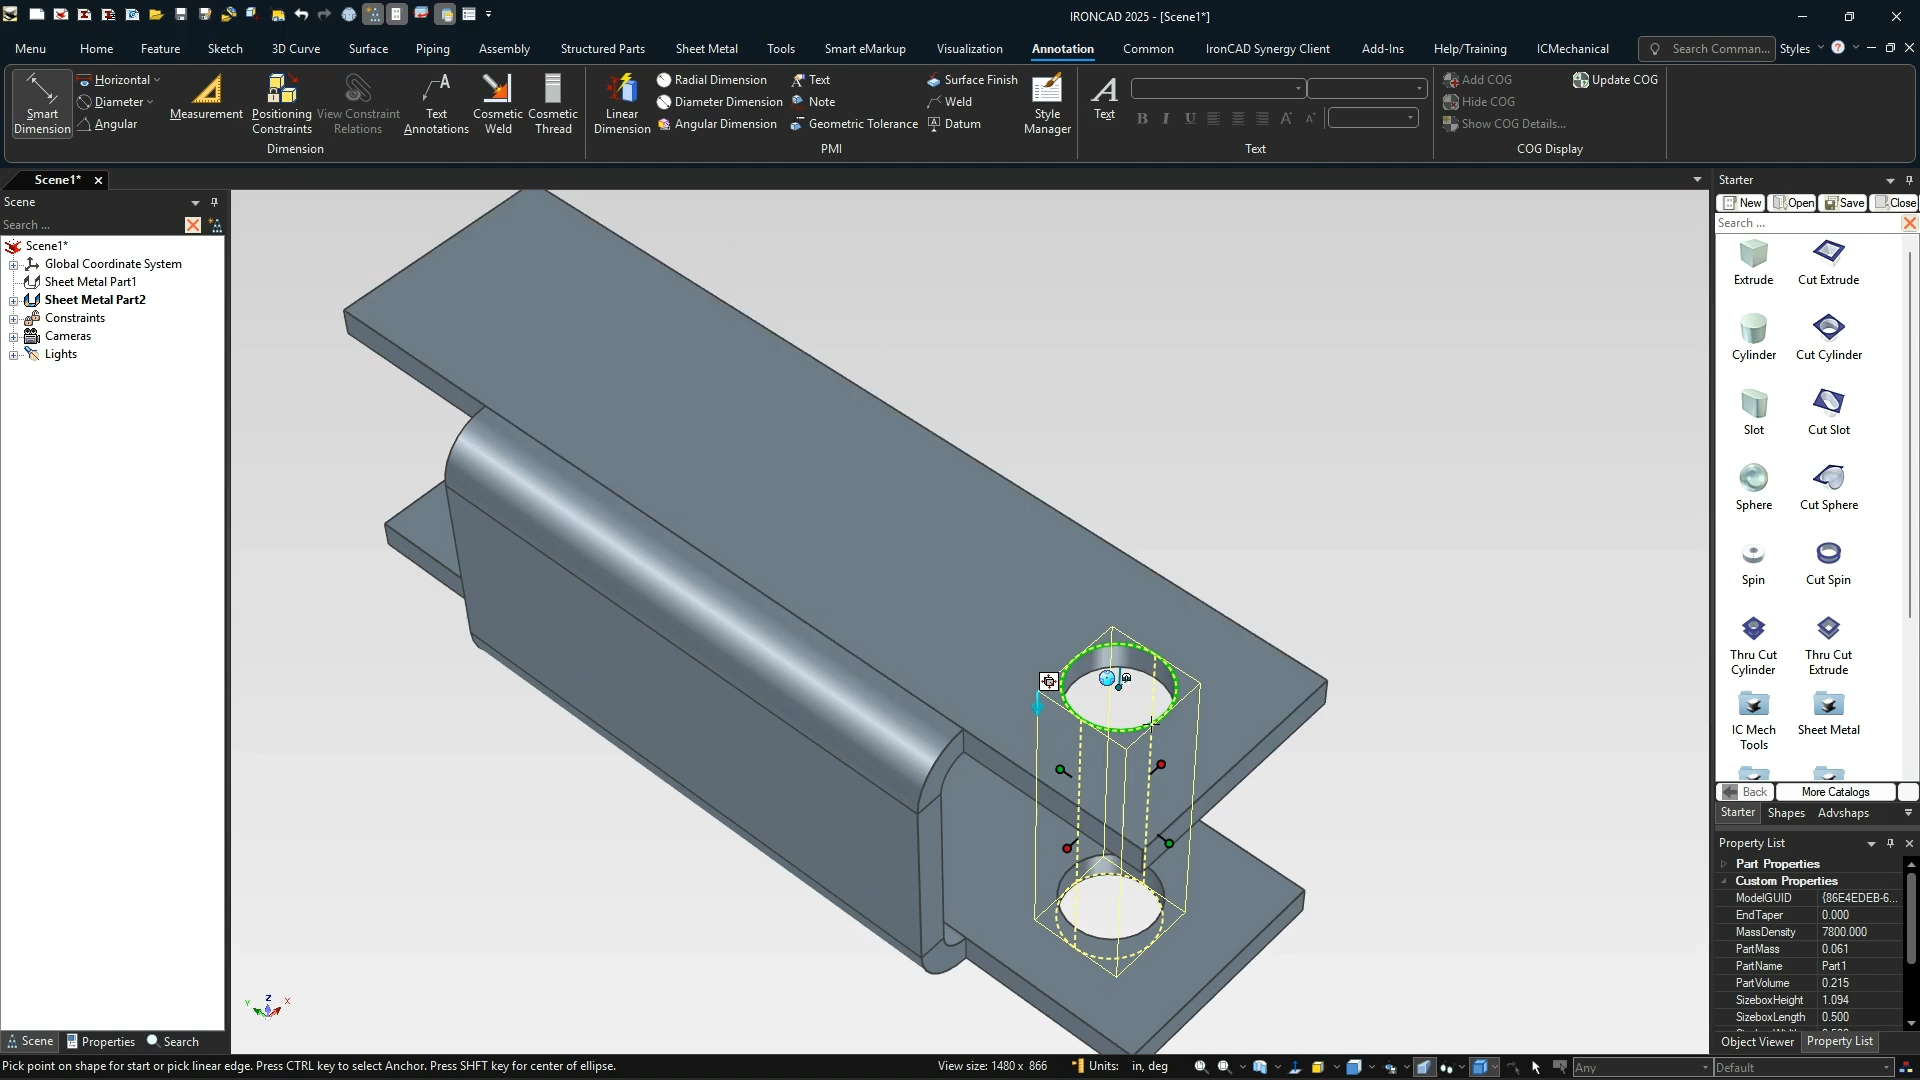 IRONCAD 2025 - [Scene1*]
Menu Home Feature Sketch 3D Curve Surface Piping Assembly Structured Parts Sheet Metal Tools Smart eMarkup Visualization Annotation Common IronCAD Synergy Client Add-Ins Help/Training ICMechanical Search Comman... Styles
Smart Dimension
Horizontal
Diameter
Angular
Measurement
Positioning Constraints
View Constraint Relations
Text Annotations
Cosmetic Weld
Cosmetic Thread
Dimension
Linear Dimension
Radial Dimension
Diameter Dimension
Angular Dimension
Text
Note
Geometric Tolerance
Surface Finish
Weld
Datum
Style Manager
PMI
A
Text
B I U
Text
Add COG
Hide COG
Show COG Details...
Update COG
COG Display
Scene1*
Scene
Search ...
Scene1*
Global Coordinate System
Sheet Metal Part1
Sheet Metal Part2
Constraints
Cameras
Lights
Z
Y
X
Starter
New Open Save Close
Search ...
Extrude Cut Extrude
Cylinder Cut Cylinder
Slot Cut Slot
Sphere Cut Sphere
Spin Cut Spin
Thru Cut Cylinder
Thru Cut Extrude
IC Mech Tools
Sheet Metal
Back More Catalogs
Starter Shapes Advshaps
Property List
Part Properties
Custom Properties
ModelGUID {86E4EDEB-6...
EndTaper 0.000
MassDensity 7800.000
PartMass 0.061
PartName Part1
PartVolume 0.215
SizeboxHeight 1.094
SizeboxLength 0.500
Object Viewer Property List
Scene Properties Search
Pick point on shape for start or pick linear edge. Press CTRL key to select Anchor. Press SHFT key for center of ellipse.
View size: 1480 x 866 Units: in, deg
Any
Default